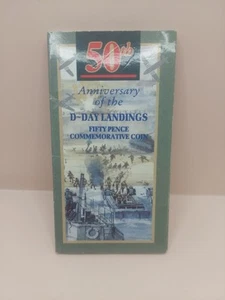 50th
Anniversary
of the
D-DAY LANDINGS
FIFTY PENCE
COMMEMORATIVE COIN